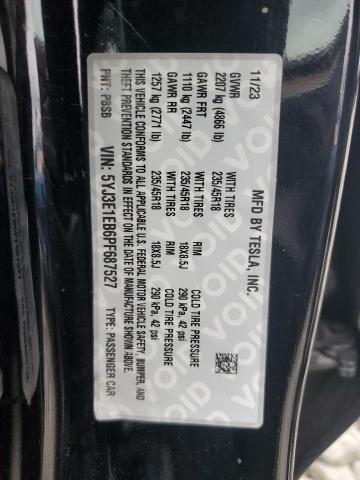 MFD BY TESLA, INC.
11/23
GVWR
2207 kg (4866 lb)
GAWR FRT WITH TIRES RIM COLD TIRE PRESSURE
1110 kg (2447 lb) 235/45R18 18X8.5J 290 kPa, 42 psi
GAWR RR WITH TIRES RIM COLD TIRE PRESSURE
1257 kg (2771 lb) 235/45R18 18X8.5J 290 kPa, 42 psi
THIS VEHICLE CONFORMS TO ALL APPLICABLE U.S. FEDERAL MOTOR VEHICLE SAFETY, BUMPER, AND
THEFT PREVENTION STANDARDS IN EFFECT ON THE DATE OF MANUFACTURE SHOWN ABOVE.
VIN: 5YJ3E1EB6PF687527
PNT: PBSB TYPE: PASSENGER CAR